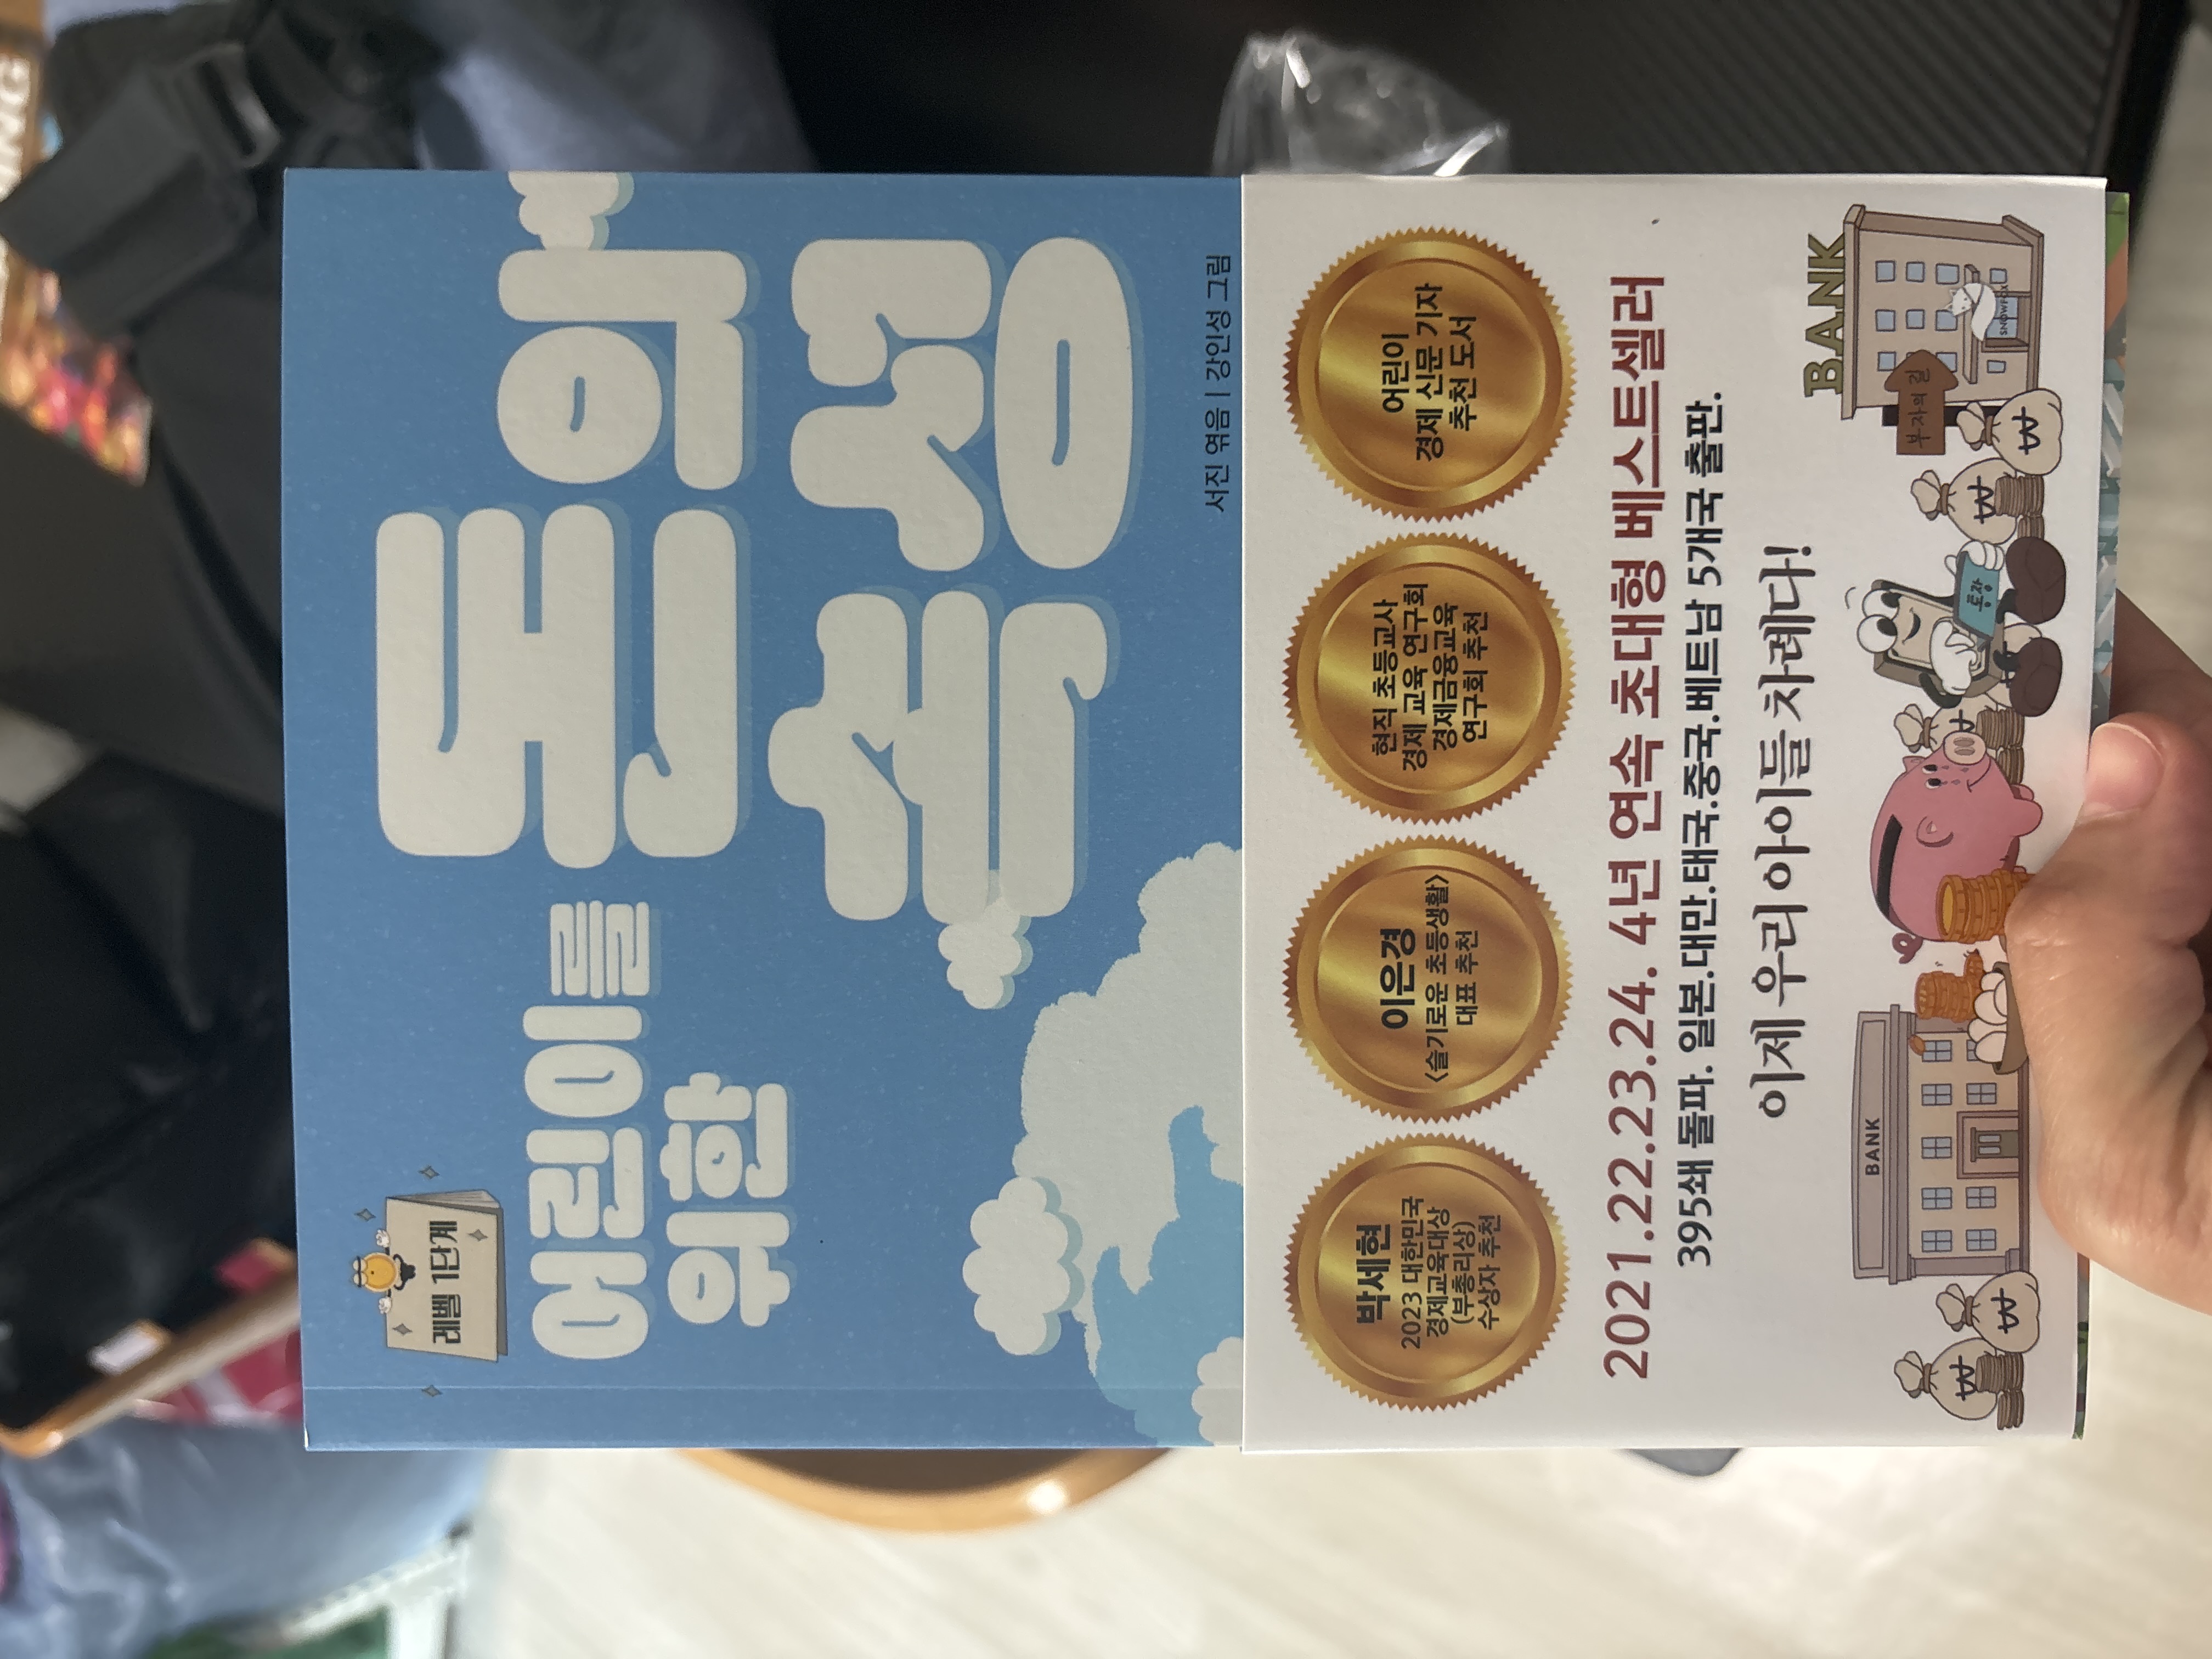 레벨 1단계
어린이를
위한
돈의
속성
서진 엮음 | 강인성 그림
박세현
2023 대한민국
경제교육대상
(부총리상)
수상자 추천
이은경
<슬기로운 초등생활>
대표 추천
현직 초등교사
경제 교육 연구회
경제금융교육
연구회 추천
어린이
경제 신문 기자
추천 도서
2021.22.23.24. 4년 연속 초대형 베스트셀러
395쇄 돌파. 일본.대만.태국.중국.베트남 5개국 출판.
이제 우리 아이들 차례다!
BANK
통장
부자의 길
BANK
SNOWFOX
₩
₩
₩
₩
₩